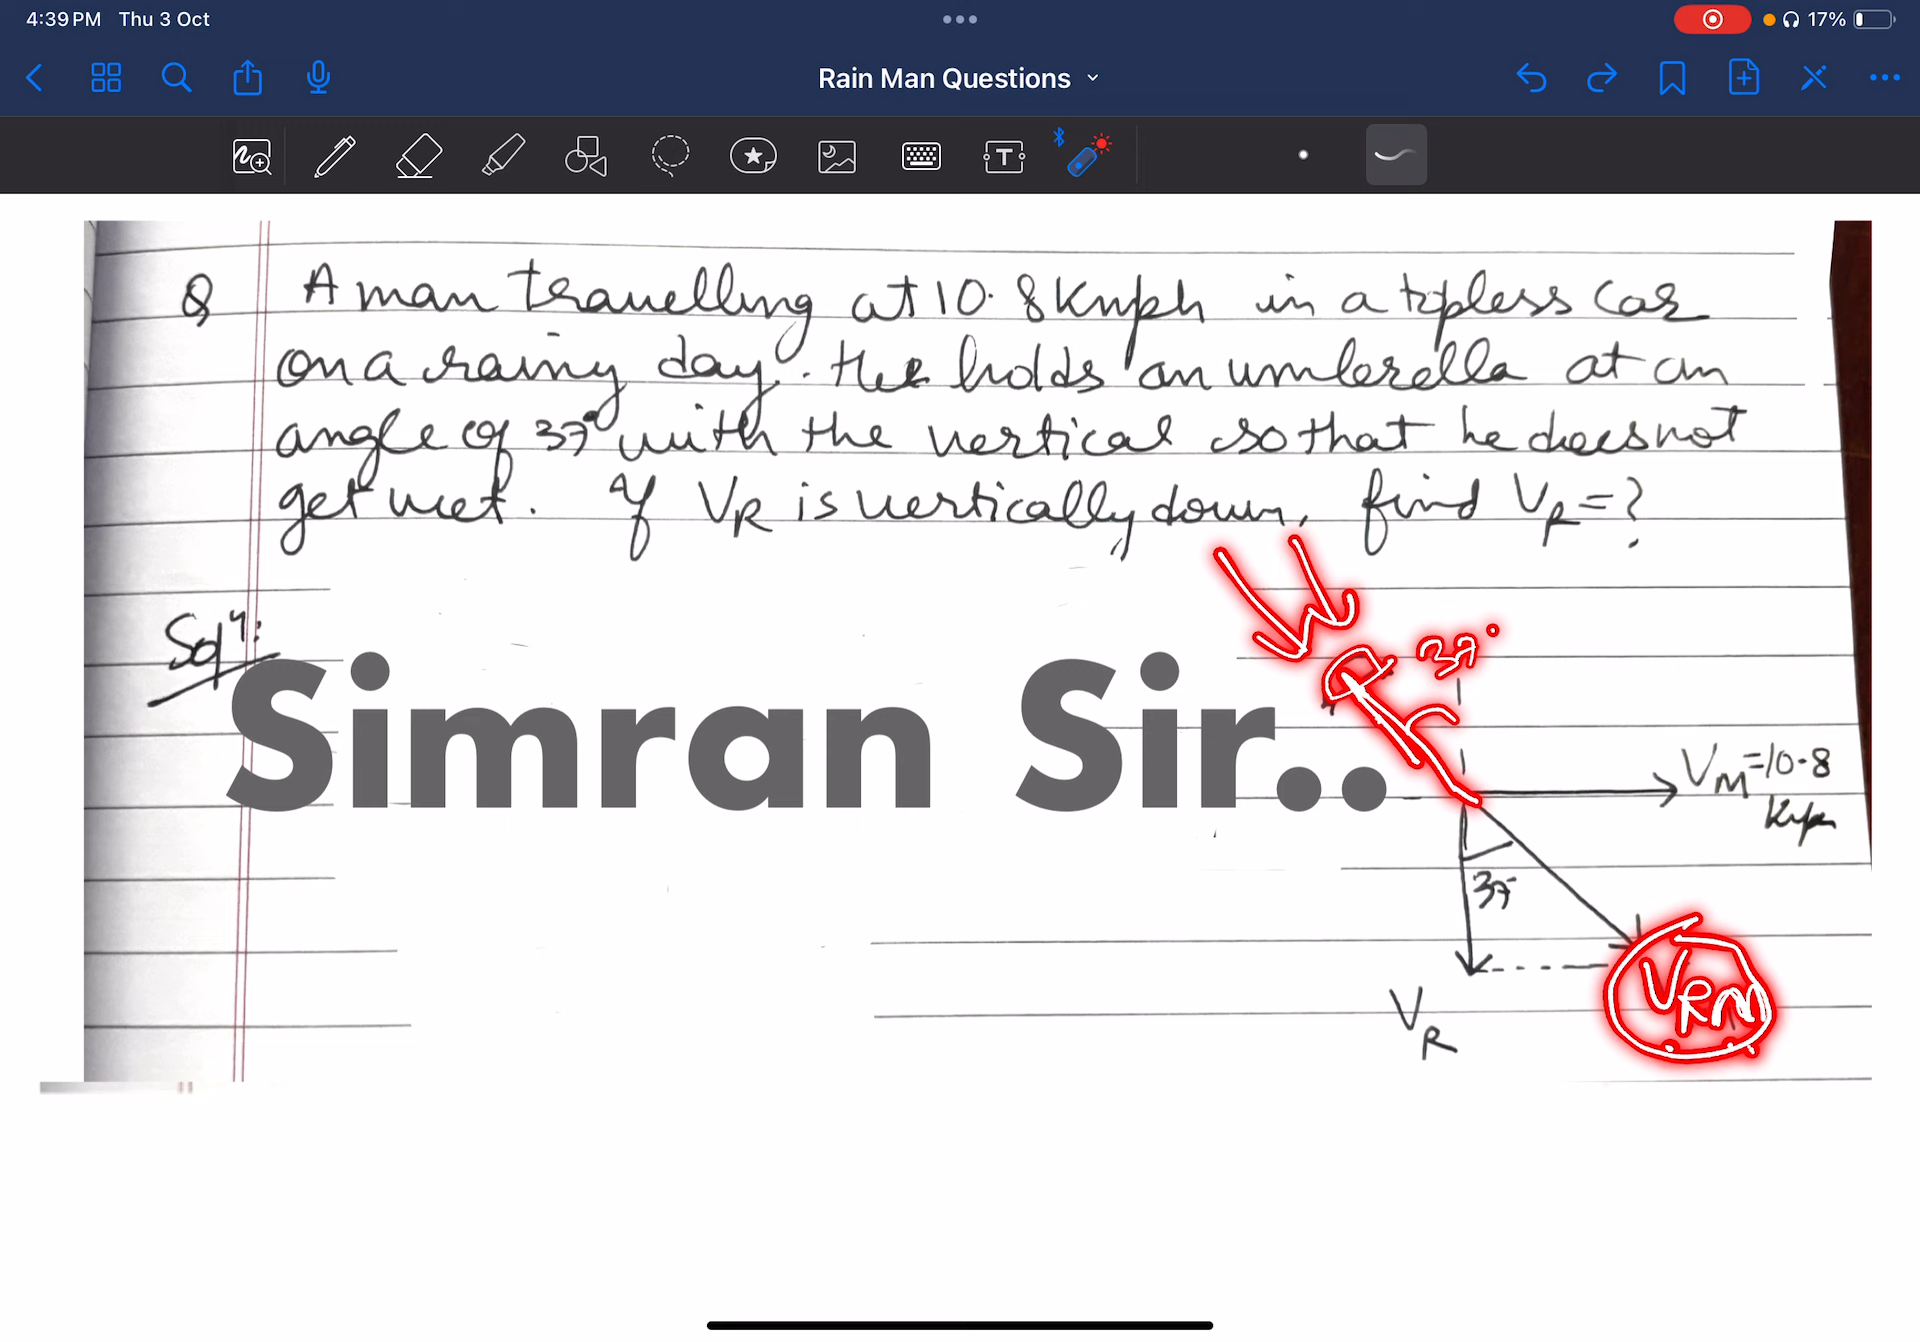 4:39 PM Thu 3 Oct
17%
Rain Man Questions
Q A man travelling at 10.8 Kmph in a topless car
on a rainy day. He holds an umbrella at an
angle of 37° with the vertical so that he does not
get wet. If VR is vertically down, find VR = ?
Solⁿ:
Simran Sir..
37°
VM = 10.8
Kmph
37°
VRM
VR